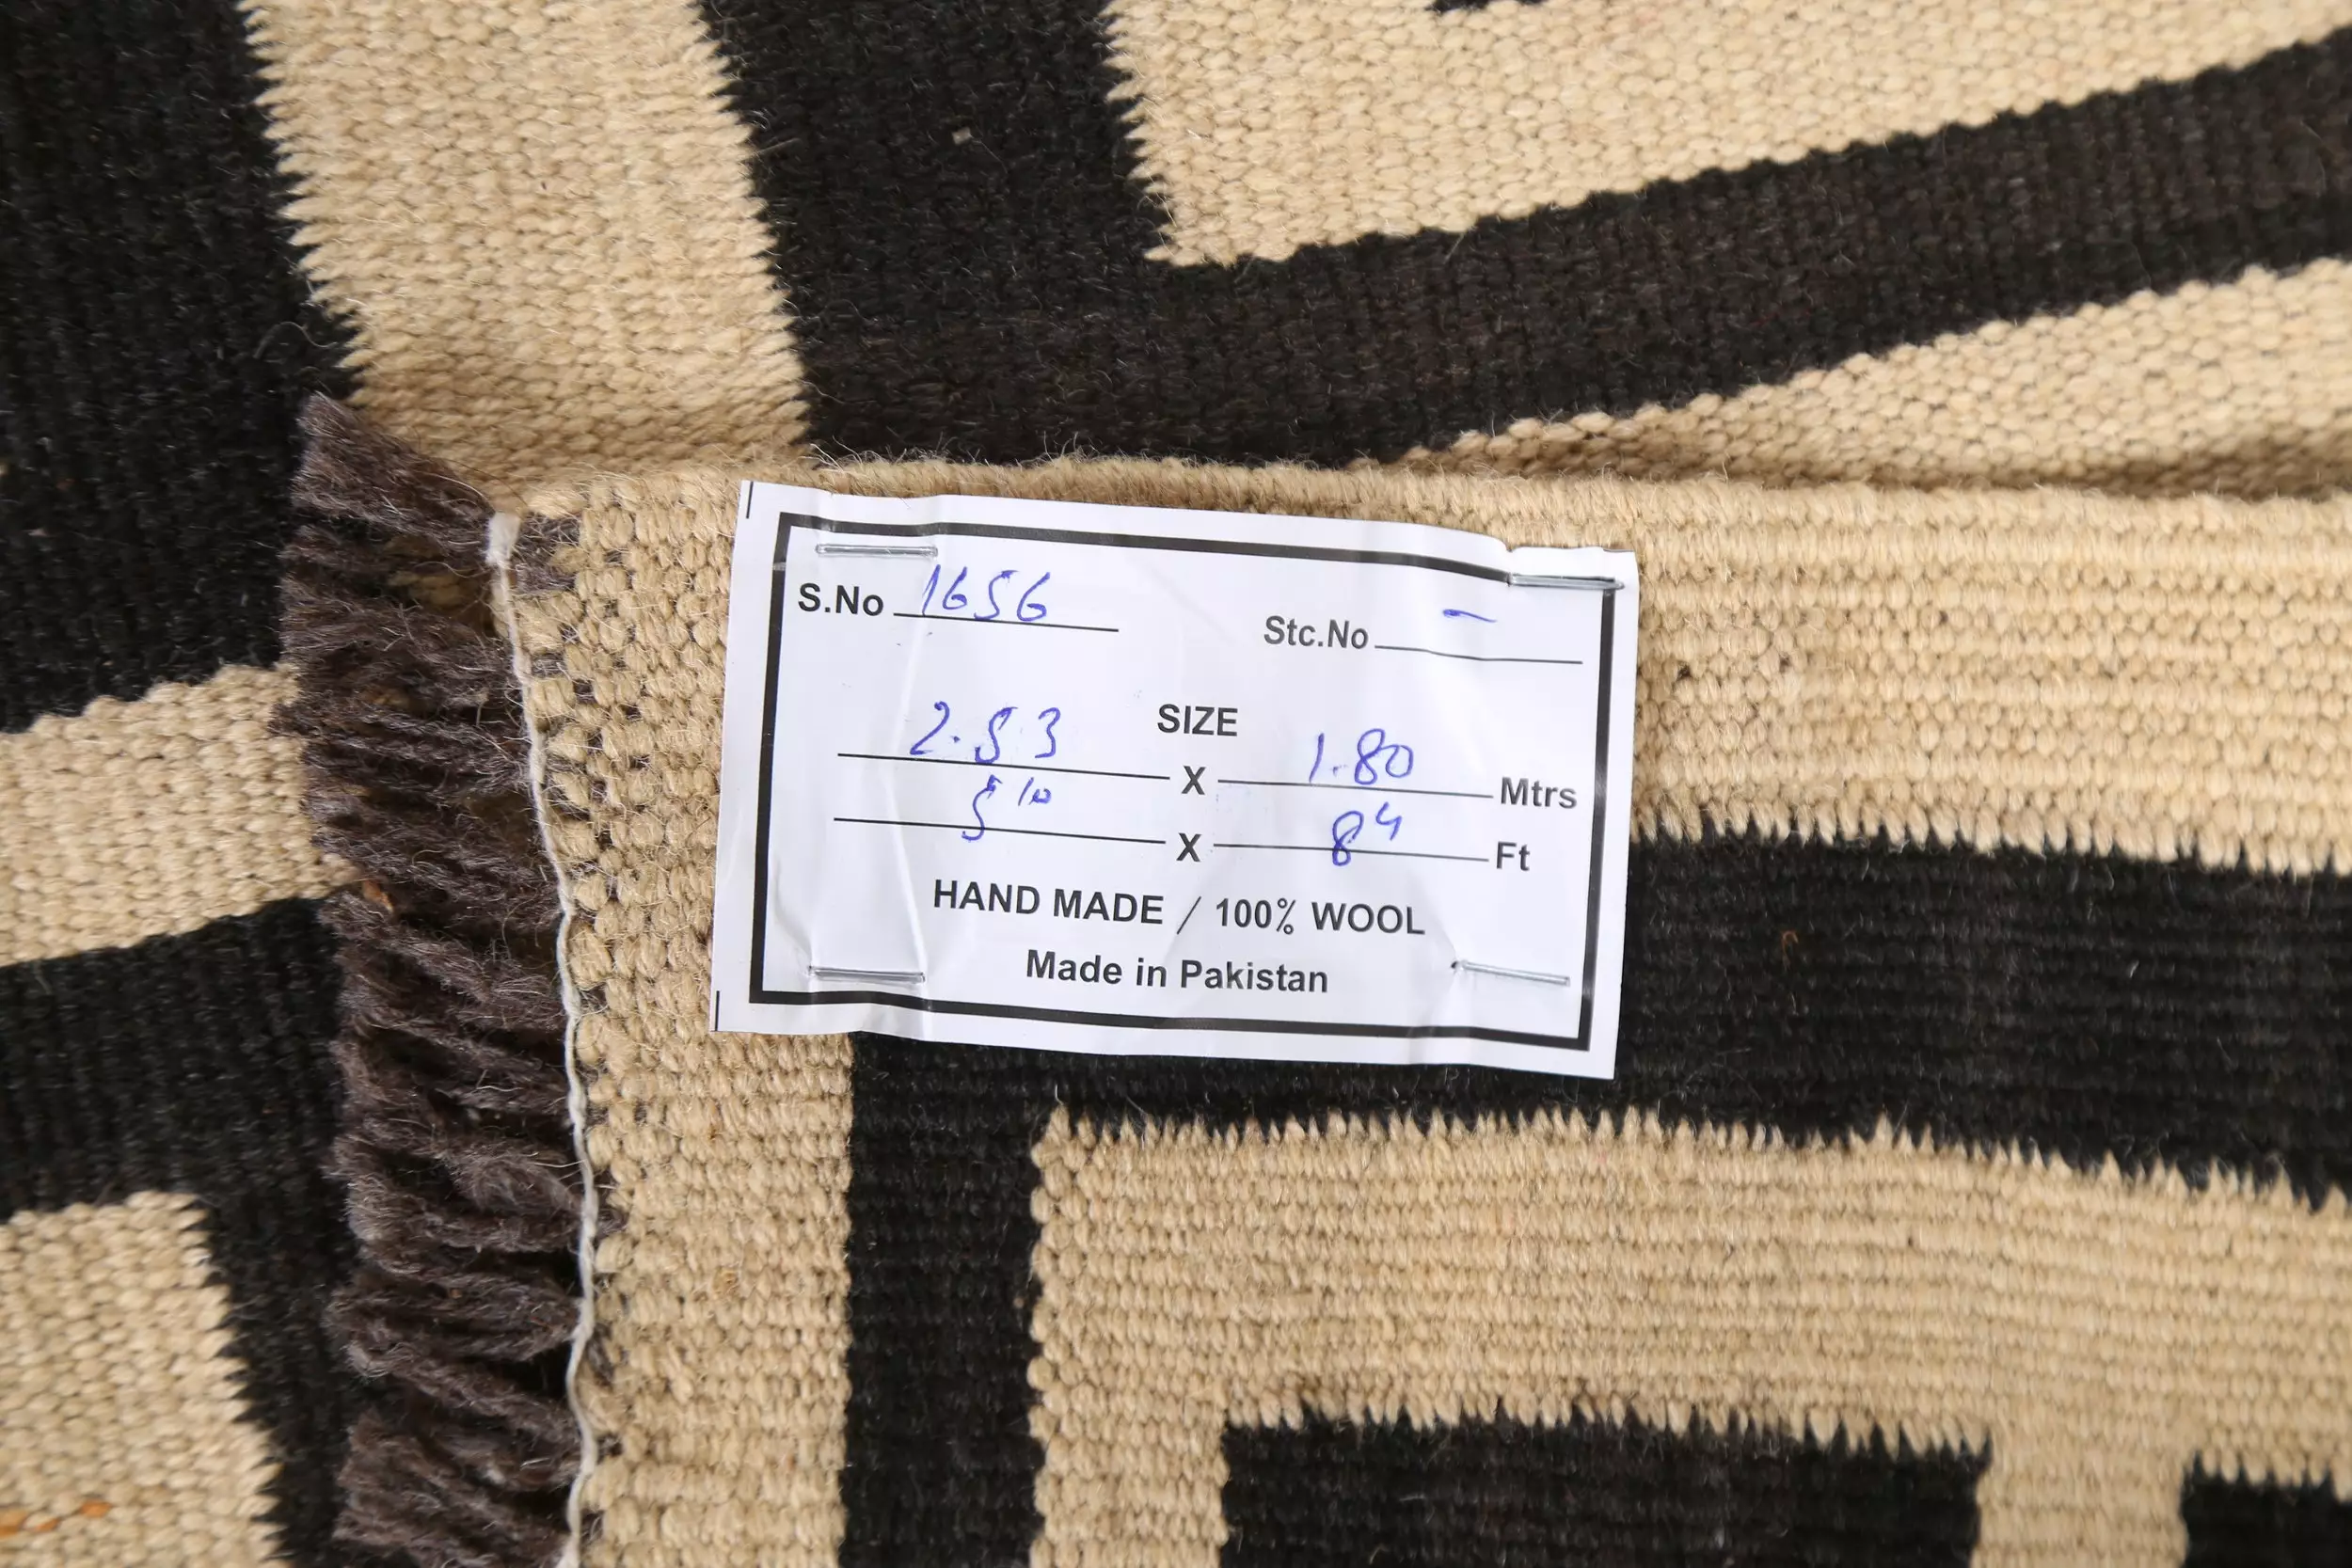 S.No 1656 Stc.No –
SIZE
2.53 X 1.80 Mtrs
5 10 X 8 4 Ft
HAND MADE / 100% WOOL
Made in Pakistan